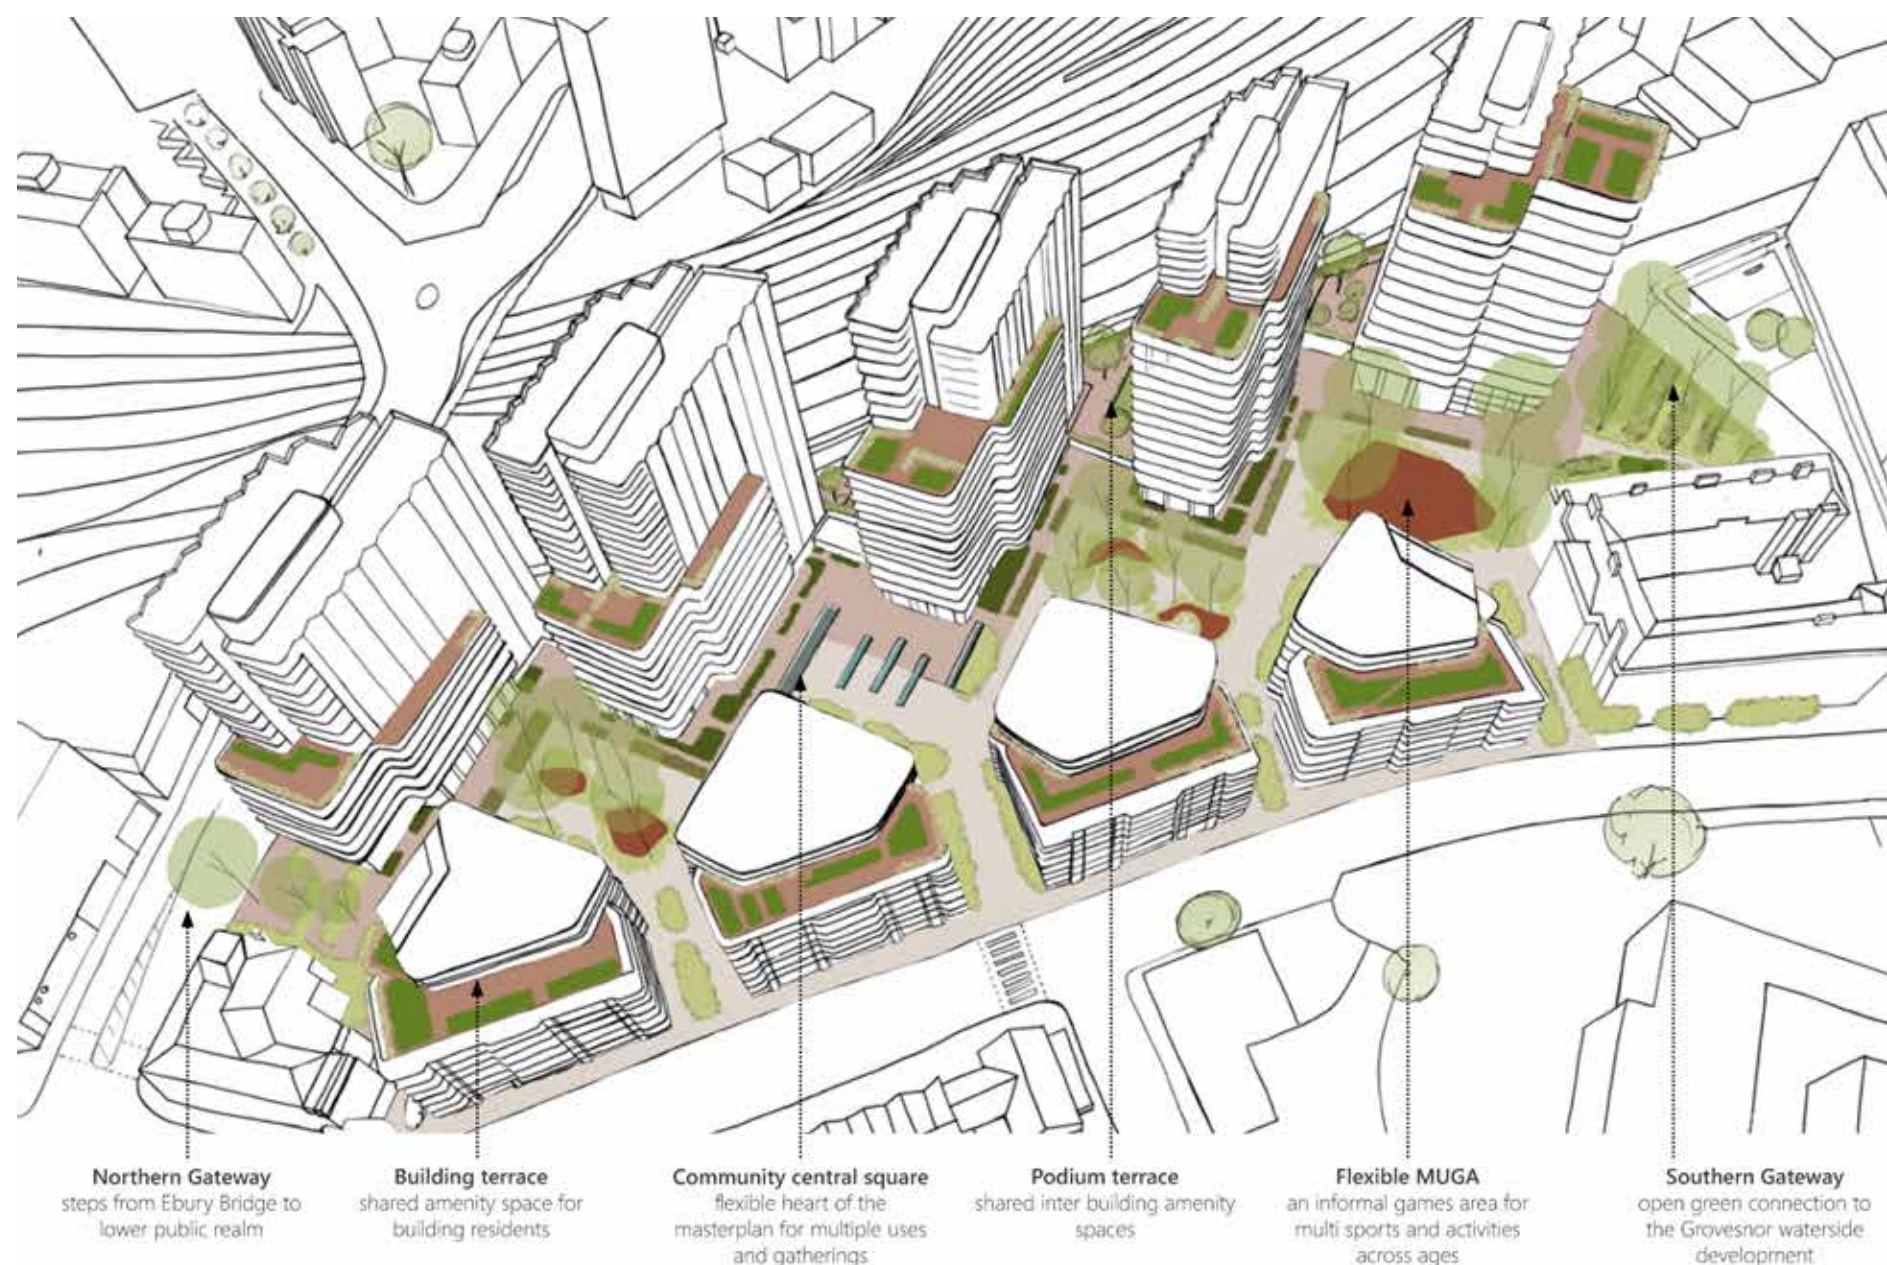 Northern Gateway
steps from Ebury Bridge to
lower public realm
Building terrace
shared amenity space for
building residents
Community central square
flexible heart of the
masterplan for multiple uses
and gatherings
Podium terrace
shared inter building amenity
spaces
Flexible MUGA
an informal games area for
multi sports and activities
across ages
Southern Gateway
open green connection to
the Grovesnor waterside
development